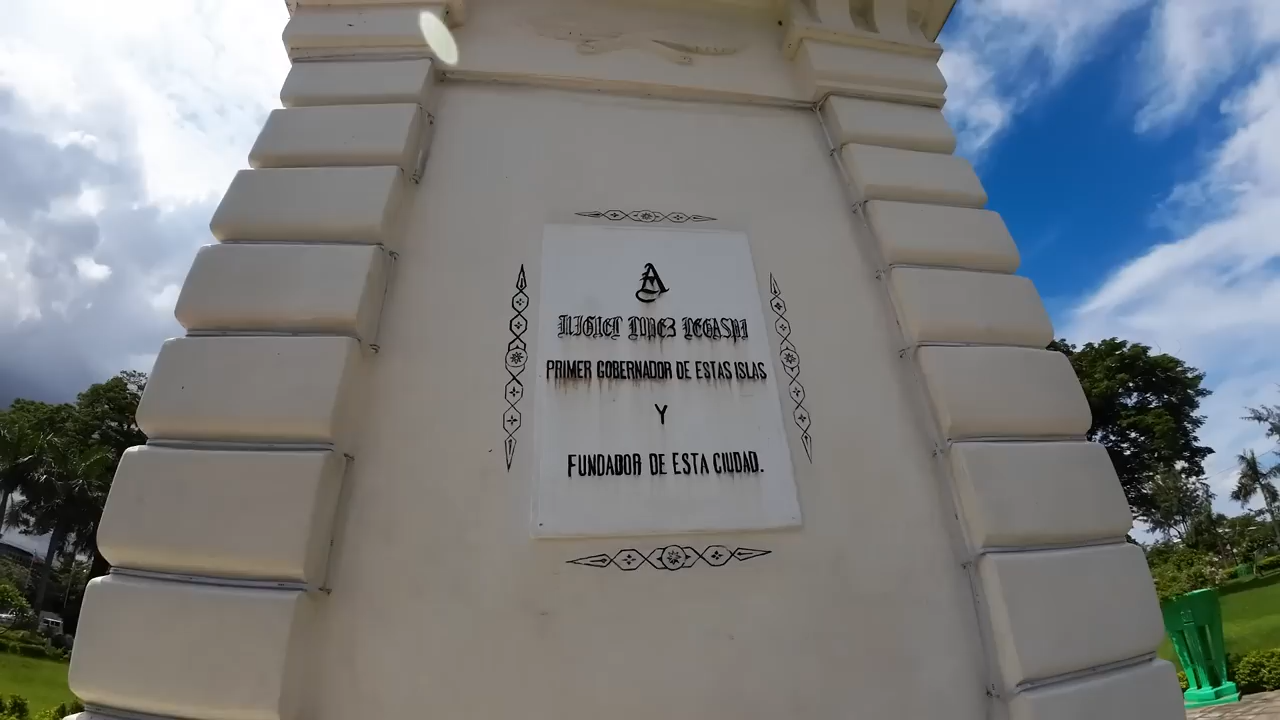 A
MIGUEL LOPEZ LEGASPI
PRIMER GOBERNADOR DE ESTAS ISLAS
Y
FUNDADOR DE ESTA CIUDAD.